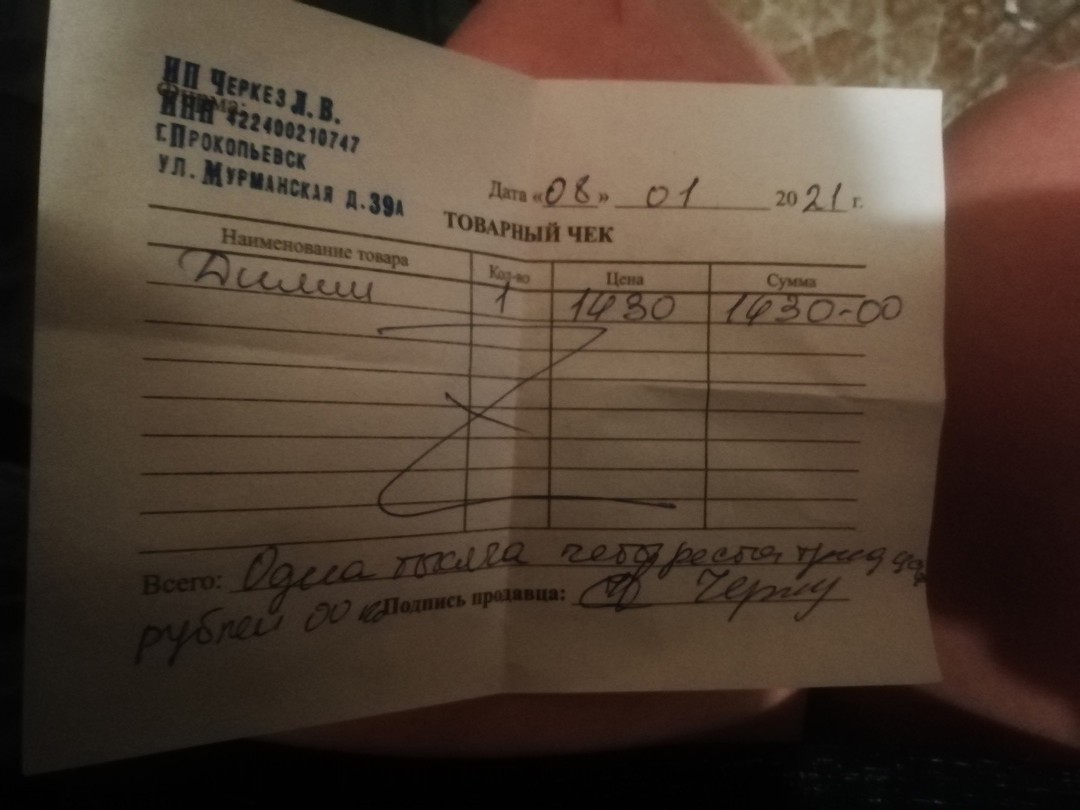 ИП ЧЕРКЕЗ Л. В.
Фирма:
ИНН 422400210747
Г. ПРОКОПЬЕВСК
УЛ. МУРМАНСКАЯ Д. 39А
Дата «08» 01 2021 г.
ТОВАРНЫЙ ЧЕК
Наименование товара Кол-во Цена Сумма
1 1430 1430-00
Всего: Одна тысяча четыреста тридцать
рублей 00 к
Подпись продавца: